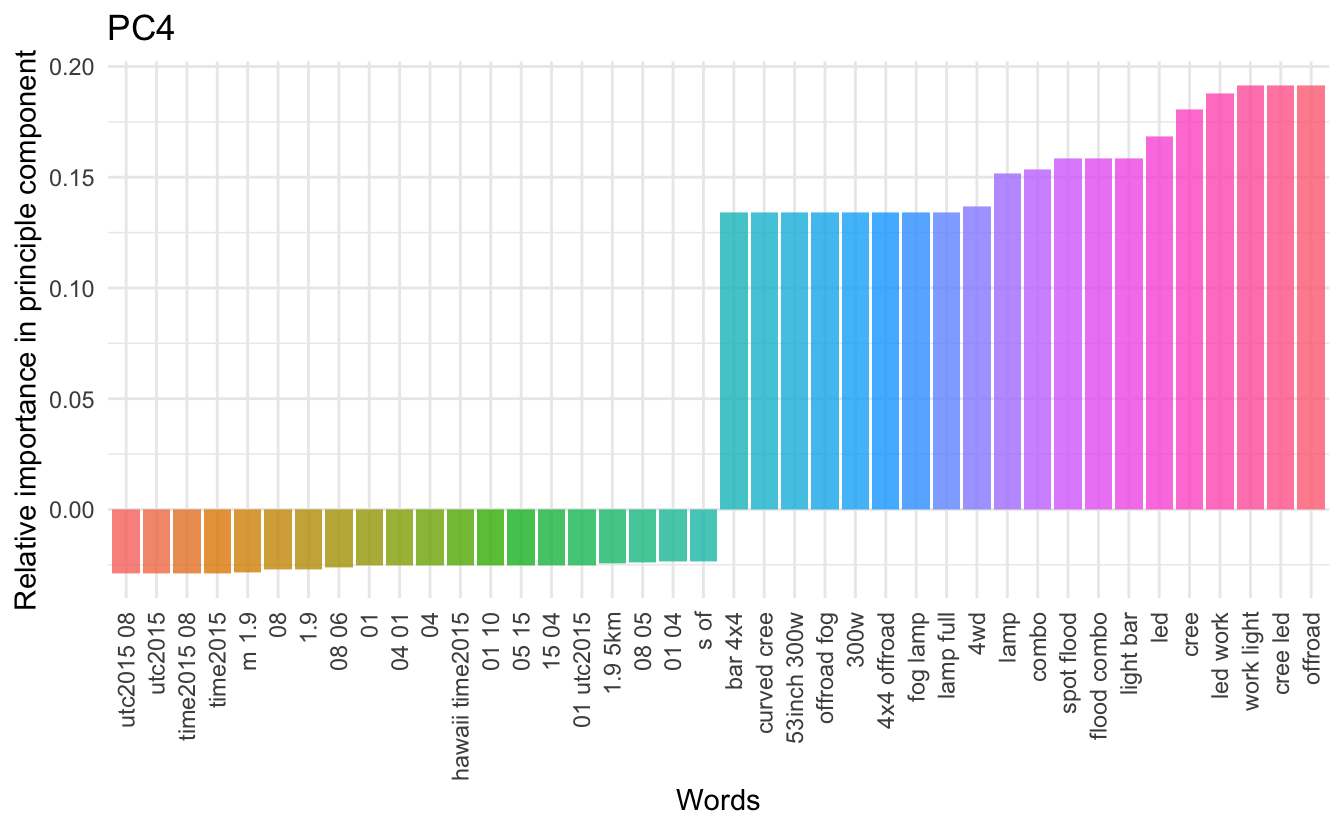 PC4
Relative importance in principle component
0.20
0.15
0.10
0.05
0.00
utc2015 08
utc2015
time2015 08
time2015
m 1.9
08
1.9
08 06
01
04 01
04
hawaii time2015
01 10
05 15
15 04
01 utc2015
1.9 5km
08 05
01 04
s of
bar 4x4
curved cree
53inch 300w
offroad fog
300w
4x4 offroad
fog lamp
lamp full
4wd
lamp
combo
spot flood
flood combo
light bar
led
cree
led work
work light
cree led
offroad
Words